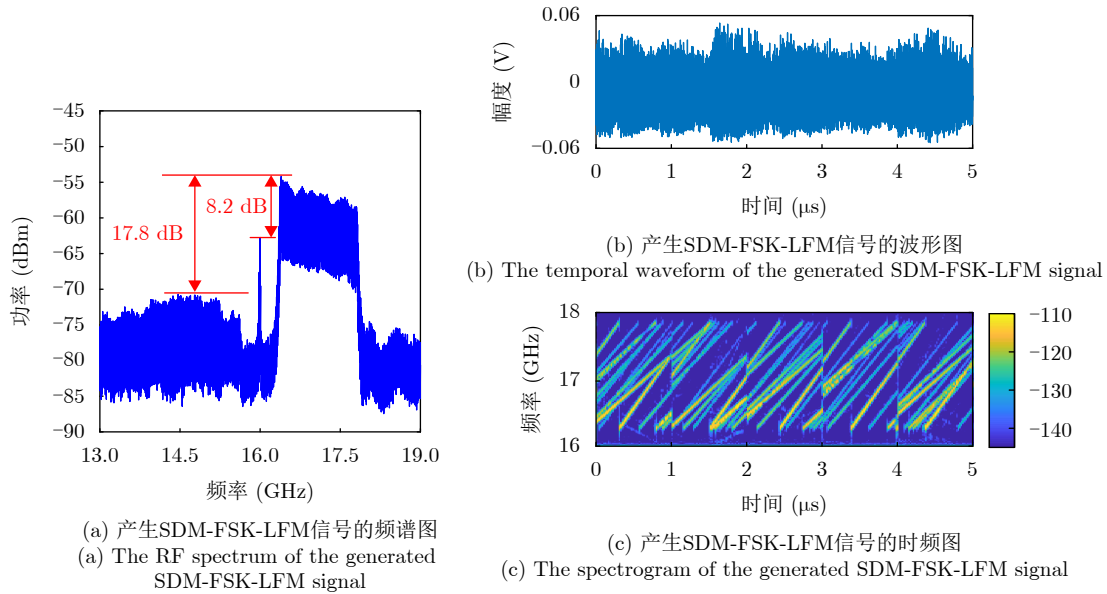 −45
−50
−55
−60
−65
−70
−75
−80
−85
−90
功率 (dBm)
17.8 dB
8.2 dB
13.0 14.5 16.0 17.5 19.0
频率 (GHz)
(a) 产生SDM-FSK-LFM信号的频谱图
(a) The RF spectrum of the generated
SDM-FSK-LFM signal
0.06
0
−0.06
幅度 (V)
0 1 2 3 4 5
时间 (μs)
(b) 产生SDM-FSK-LFM信号的波形图
(b) The temporal waveform of the generated SDM-FSK-LFM signal
18
17
16
频率 (GHz)
−110
−120
−130
−140
0 1 2 3 4 5
时间 (μs)
(c) 产生SDM-FSK-LFM信号的时频图
(c) The spectrogram of the generated SDM-FSK-LFM signal